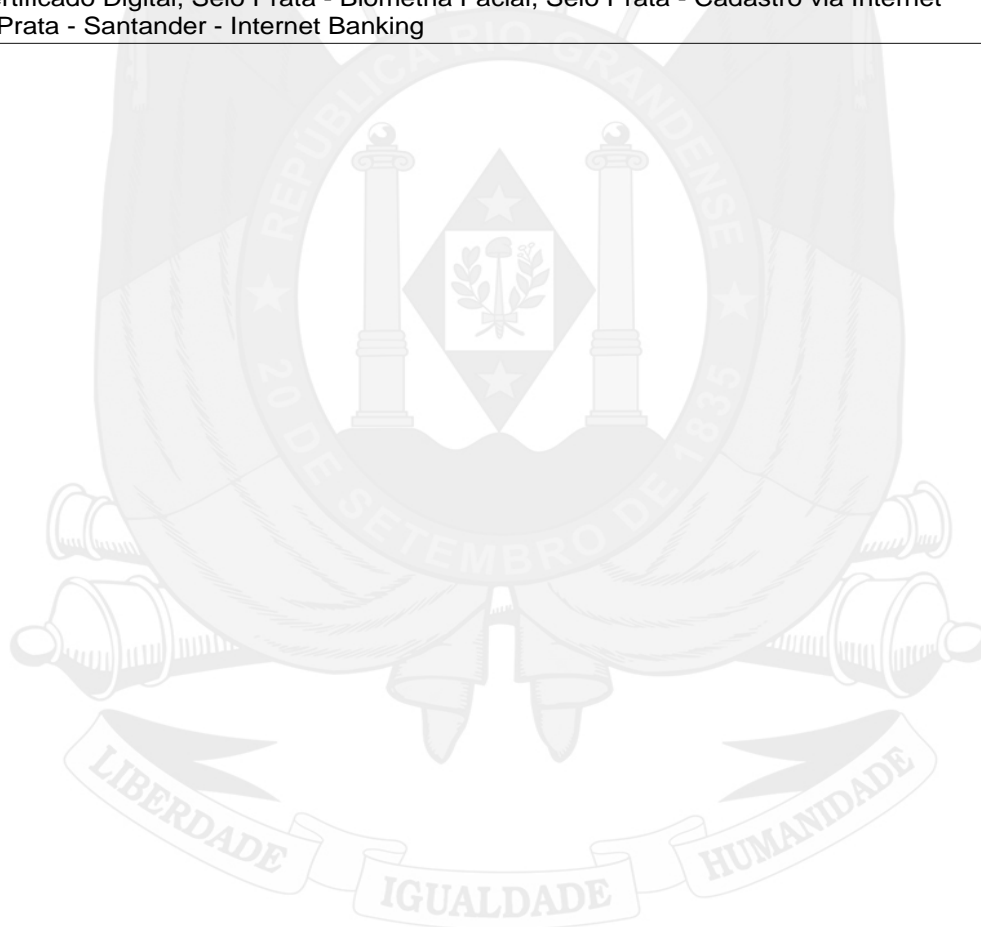 ertificado Digital, Selo Prata - Biometria Facial, Selo Prata - Cadastro via Internet
Prata - Santander - Internet Banking
REPÚBLICA RIO GRANDENSE
20 DE SETEMBRO DE 1835
LIBERDADE
IGUALDADE
HUMANIDADE